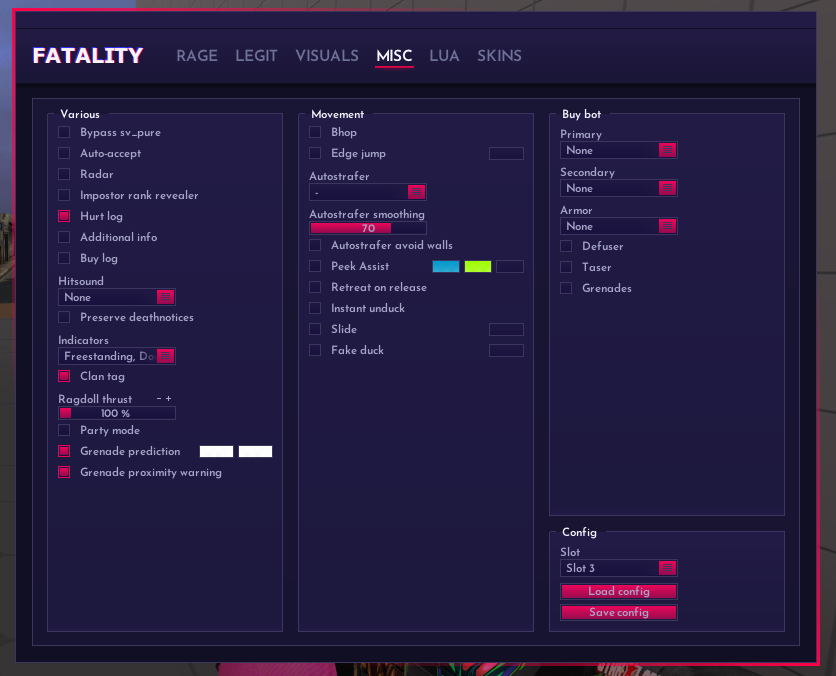 FATALITY RAGE LEGIT VISUALS MISC LUA SKINS
Various
Bypass sv_pure
Auto-accept
Radar
Impostor rank revealer
Hurt log
Additional info
Buy log
Hitsound
None
Preserve deathnotices
Indicators
Freestanding, Do
Clan tag
Ragdoll thrust - +
100 %
Party mode
Grenade prediction
Grenade proximity warning
Movement
Bhop
Edge jump
Autostrafer
-
Autostrafer smoothing
70
Autostrafer avoid walls
Peek Assist
Retreat on release
Instant unduck
Slide
Fake duck
Buy bot
Primary
None
Secondary
None
Armor
None
Defuser
Taser
Grenades
Config
Slot
Slot 3
Load config
Save config